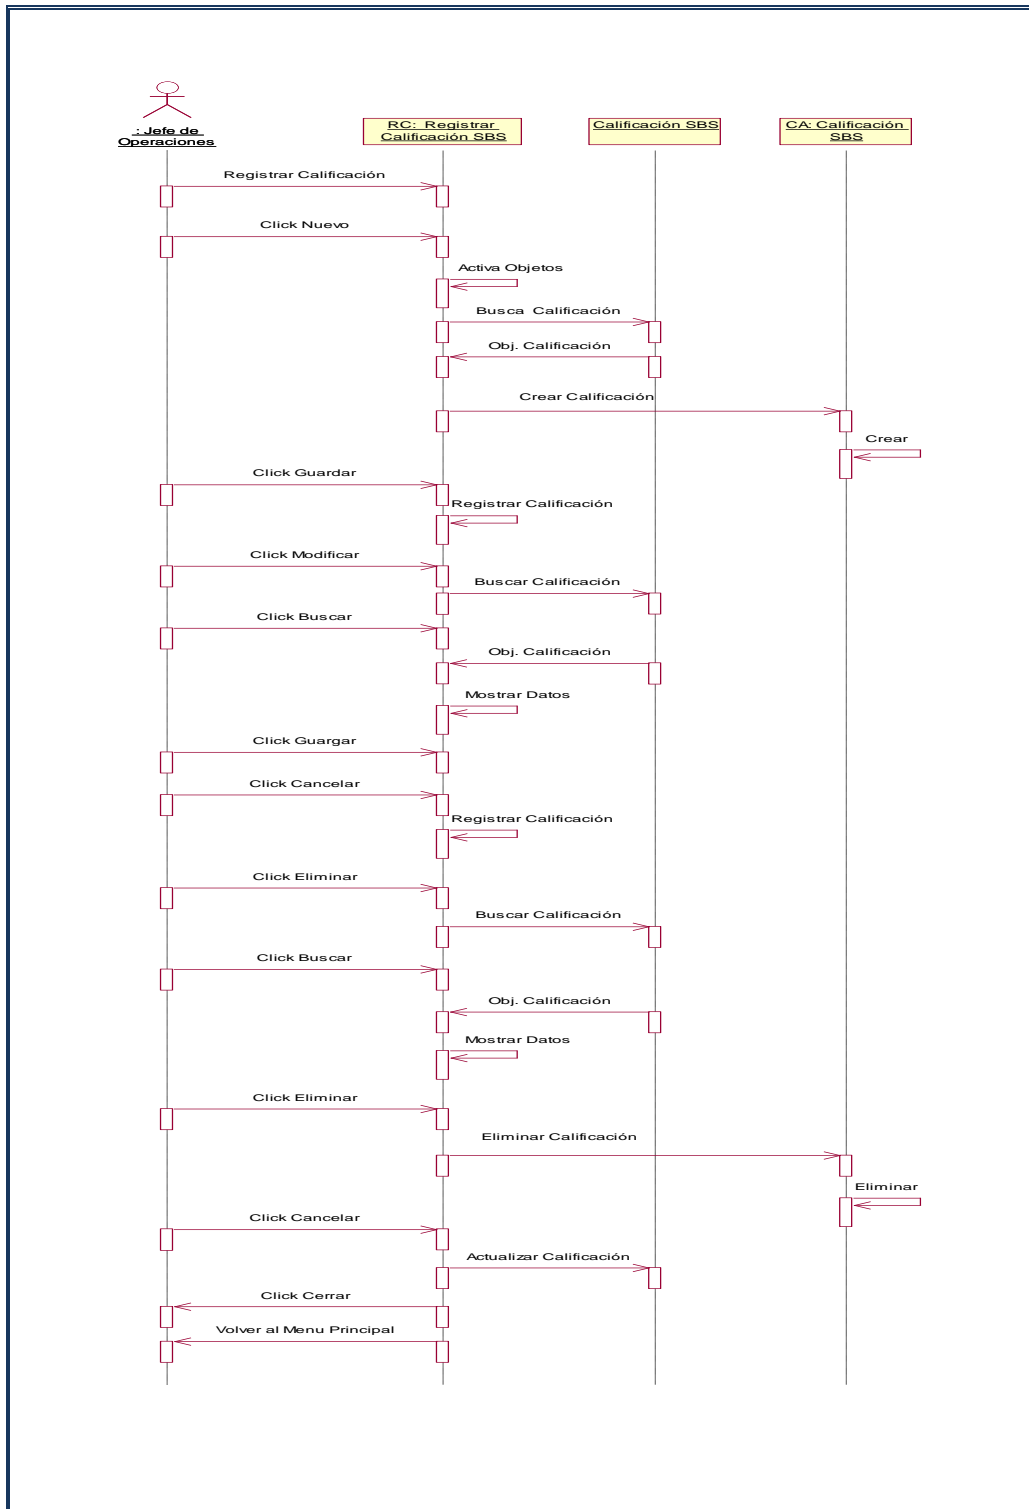 : Jefe de
Operaciones
RC: Registrar
Calificación SBS
Calificación SBS
CA: Calificación
SBS
Registrar Calificación
Click Nuevo
Activa Objetos
Busca Calificación
Obj. Calificación
Crear Calificación
Crear
Click Guardar
Registrar Calificación
Click Modificar
Buscar Calificación
Click Buscar
Obj. Calificación
Mostrar Datos
Click Guargar
Click Cancelar
Registrar Calificación
Click Eliminar
Buscar Calificación
Click Buscar
Obj. Calificación
Mostrar Datos
Click Eliminar
Eliminar Calificación
Eliminar
Click Cancelar
Actualizar Calificación
Click Cerrar
Volver al Menu Principal